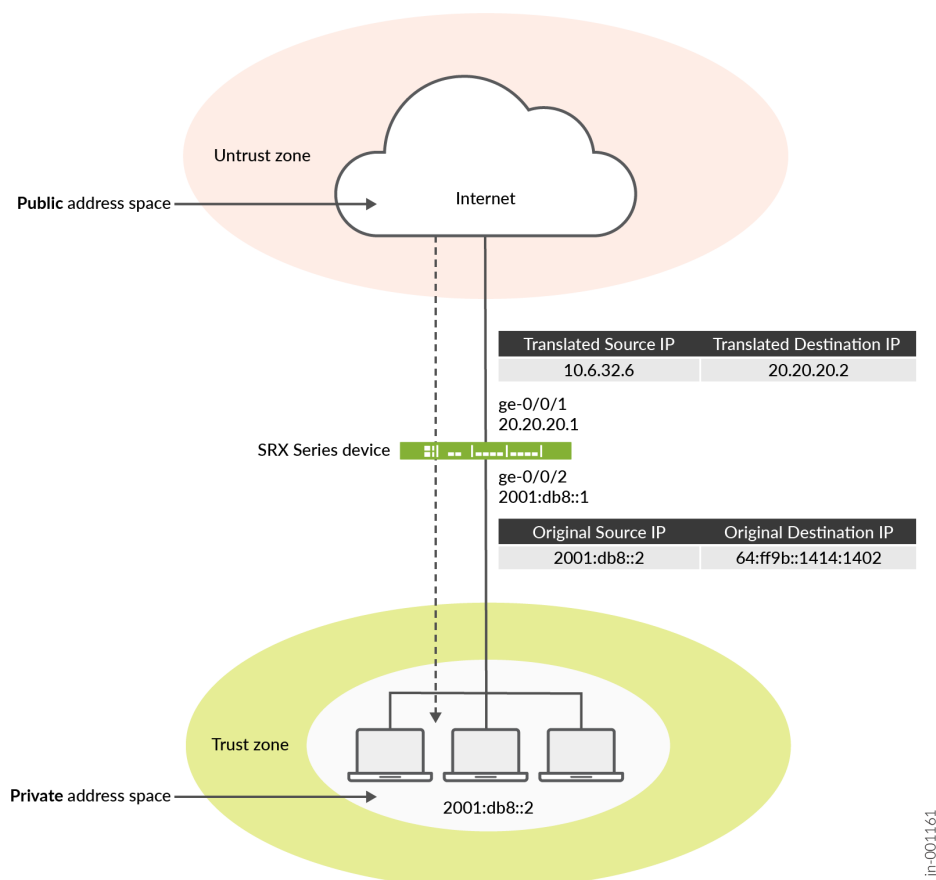 Untrust zone
Internet
Public address space
Translated Source IP Translated Destination IP
10.6.32.6 20.20.20.2
ge-0/0/1
20.20.20.1
SRX Series device
ge-0/0/2
2001:db8::1
Original Source IP Original Destination IP
2001:db8::2 64:ff9b::1414:1402
Trust zone
Private address space
2001:db8::2
in-001161